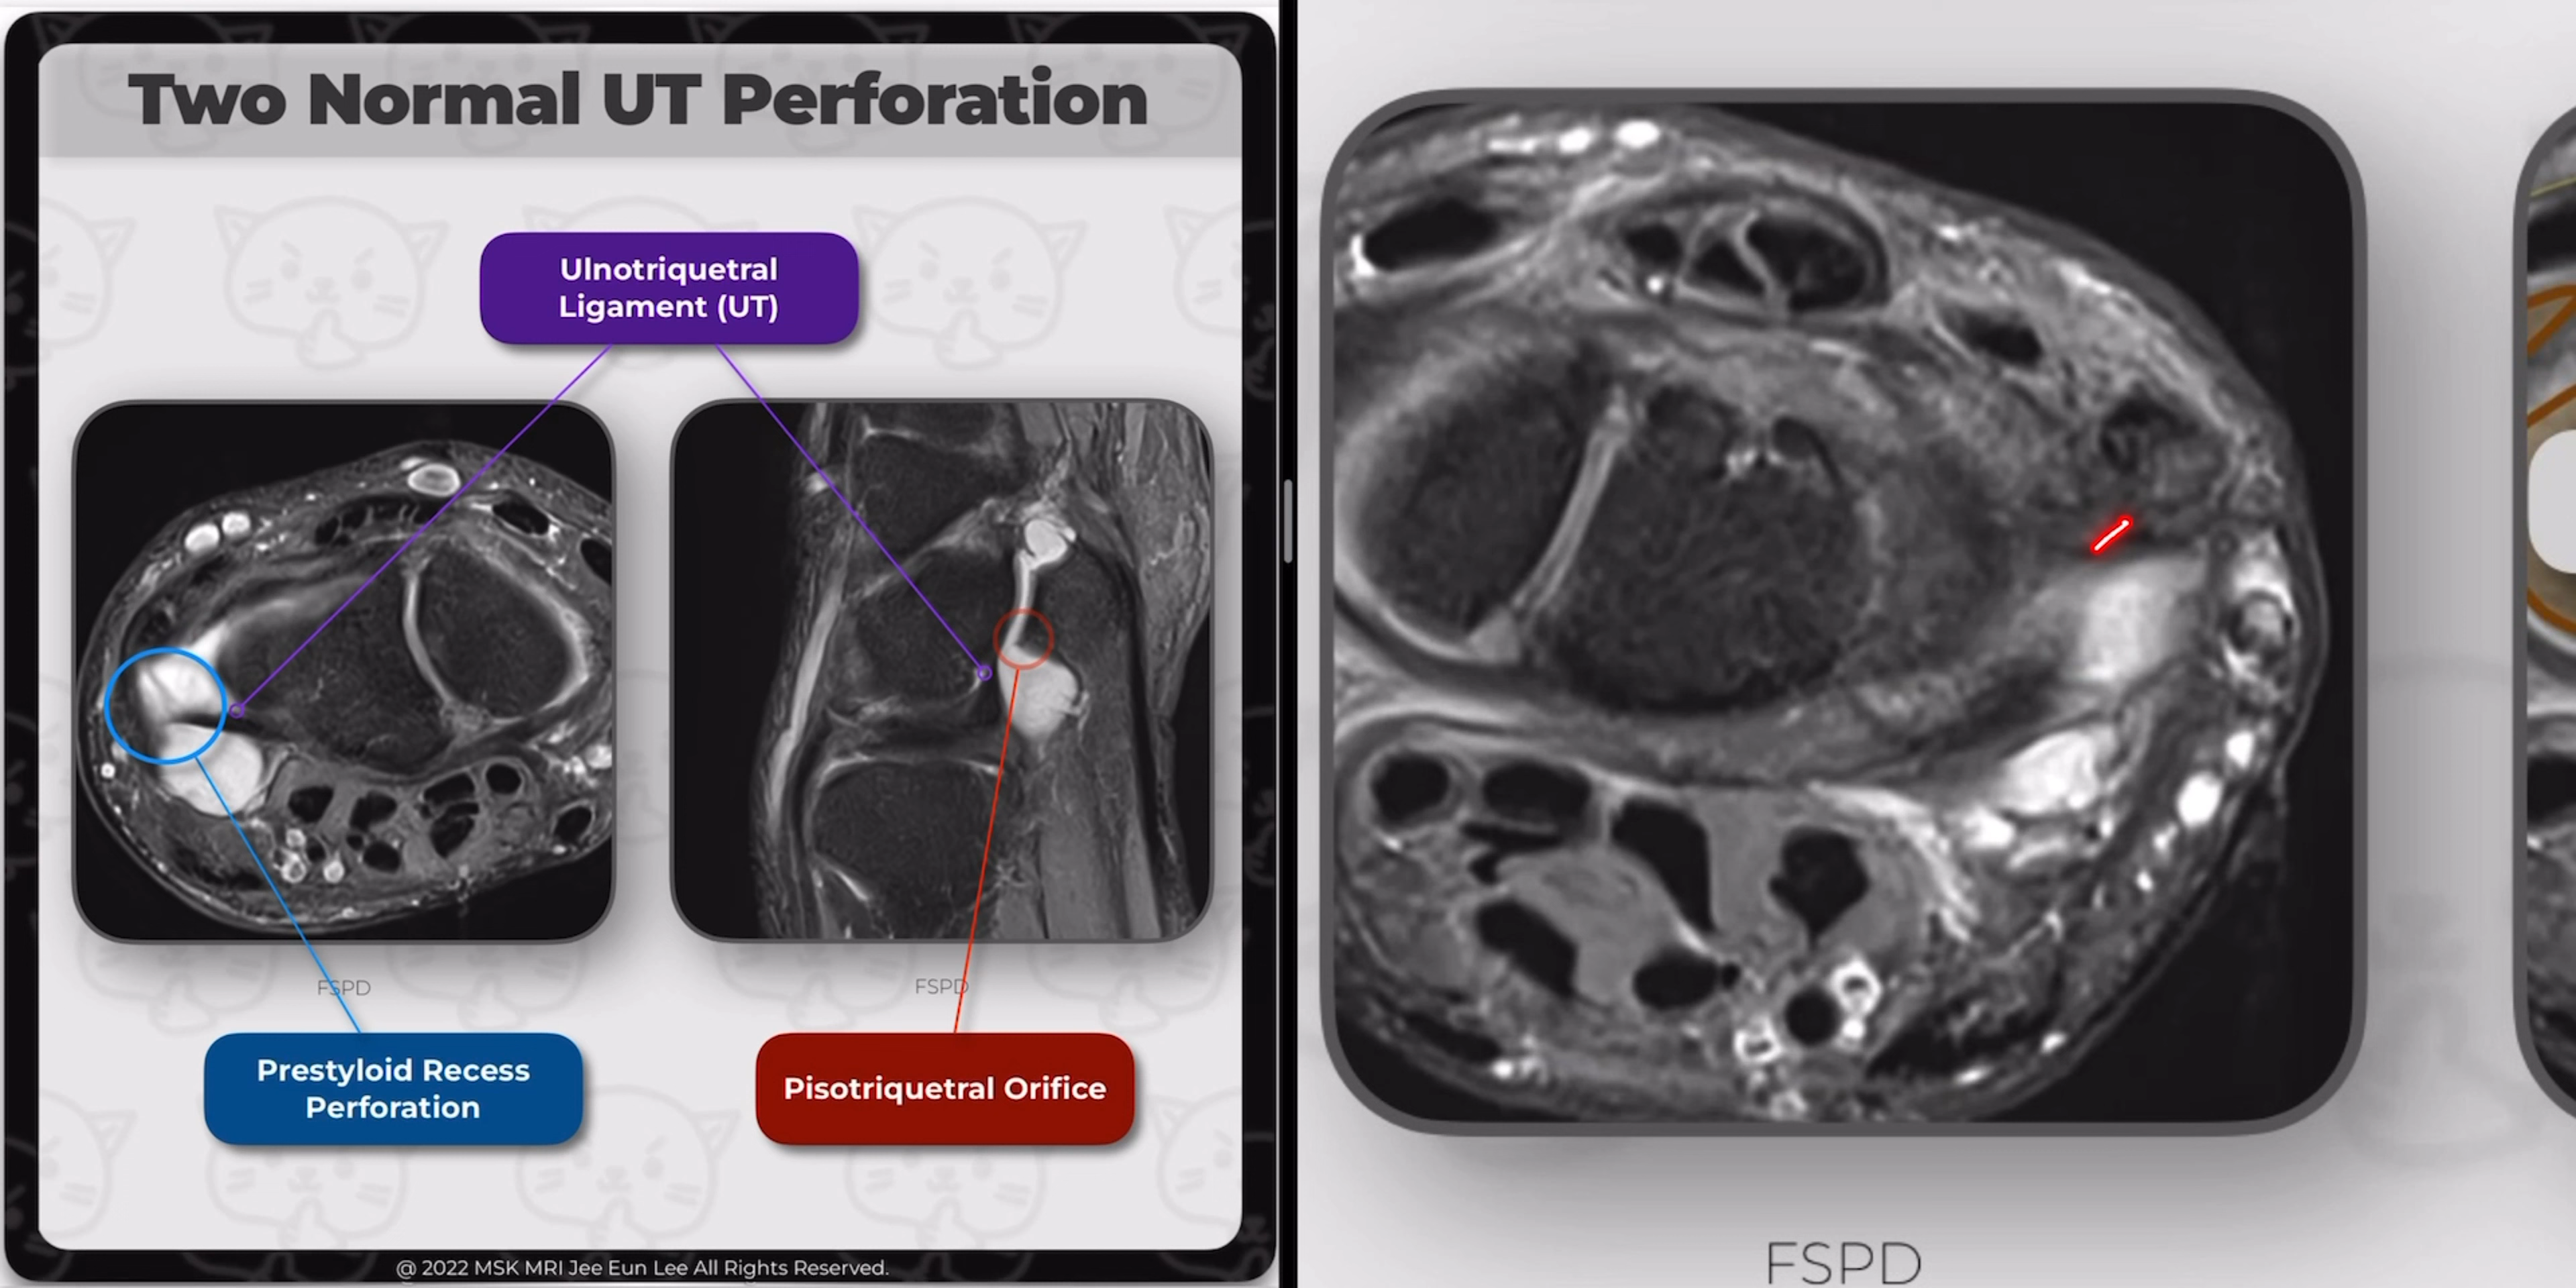 Two Normal UT Perforation
Ulnotriquetral
Ligament (UT)
FSPD
FSPD
Prestyloid Recess
Perforation
Pisotriquetral Orifice
@ 2022 MSK MRI Jee Eun Lee All Rights Reserved.
FSPD